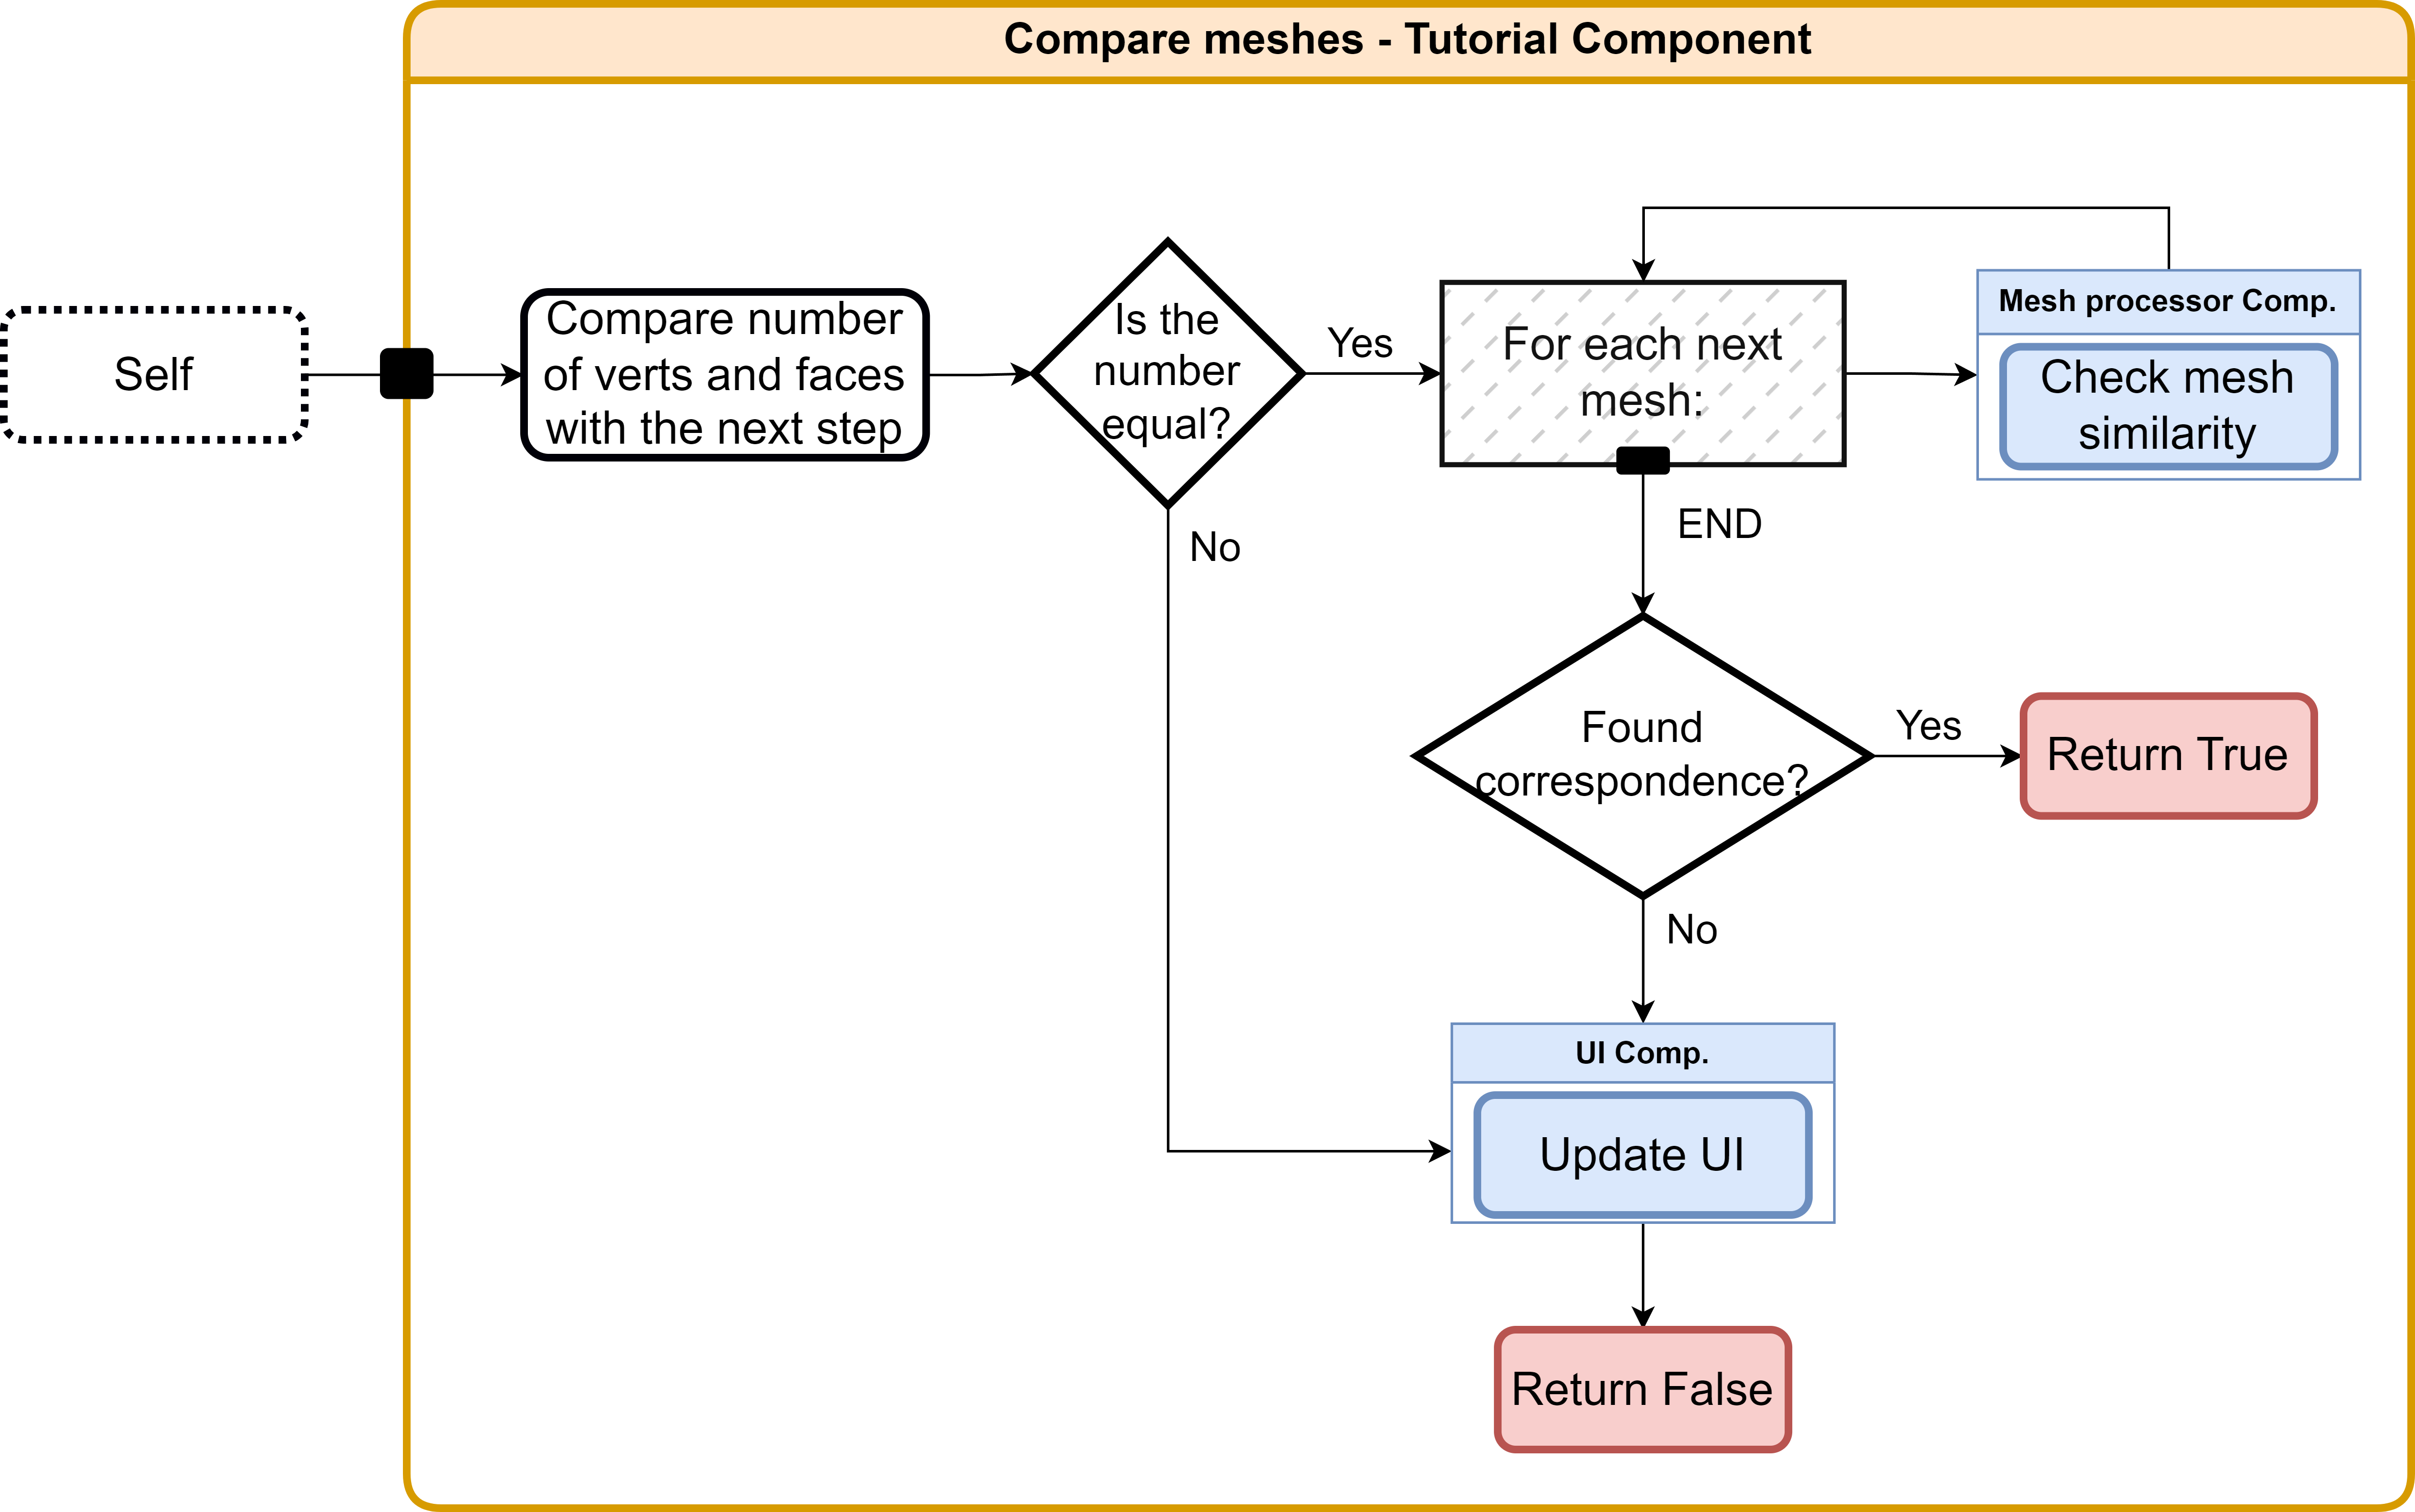 Compare meshes - Tutorial Component
Self
Compare number
of verts and faces
with the next step
Is the
number
equal?
Yes
For each next
mesh:
Mesh processor Comp.
Check mesh
similarity
No
END
Found
correspondence?
Yes
Return True
No
UI Comp.
Update UI
Return False